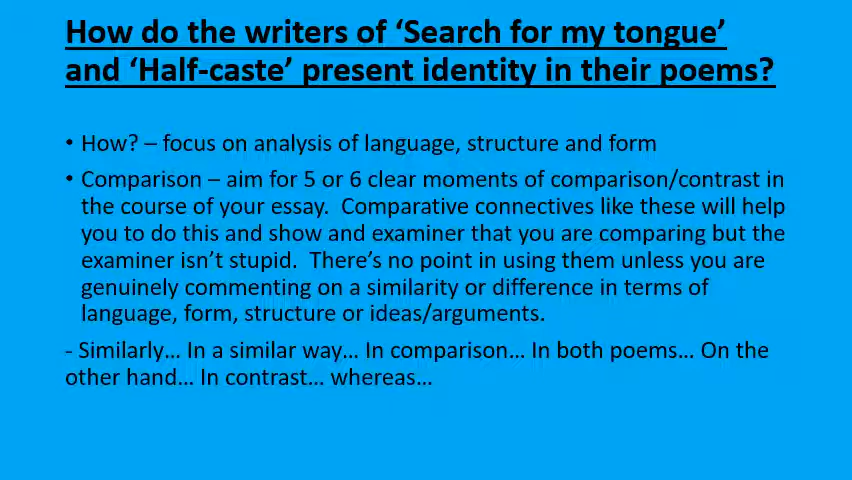 How do the writers of ‘Search for my tongue’
and ‘Half-caste’ present identity in their poems?
• How? – focus on analysis of language, structure and form
• Comparison – aim for 5 or 6 clear moments of comparison/contrast in
the course of your essay.  Comparative connectives like these will help
you to do this and show and examiner that you are comparing but the
examiner isn’t stupid.  There’s no point in using them unless you are
genuinely commenting on a similarity or difference in terms of
language, form, structure or ideas/arguments.
- Similarly… In a similar way… In comparison… In both poems… On the
other hand… In contrast… whereas…